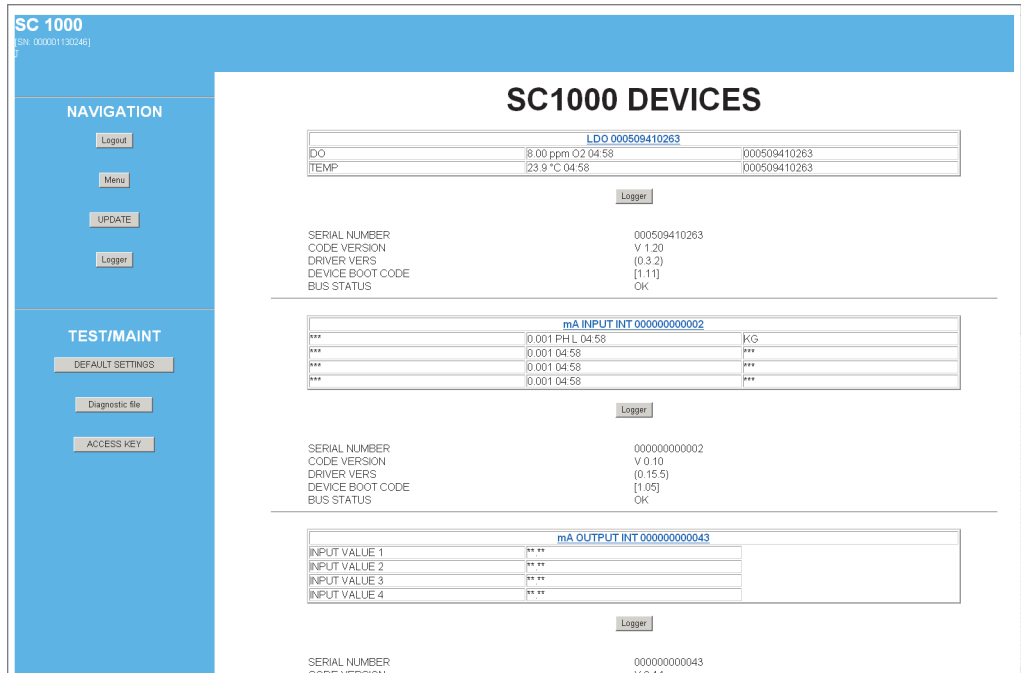 SC 1000
[SN: 000001130246]
NAVIGATION
Logout
Menu
UPDATE
Logger
TEST/MAINT
DEFAULT SETTINGS
Diagnostic file
ACCESS KEY
SC1000 DEVICES
LDO 000509410263
DO 8.00 ppm O2 04:58 000509410263
TEMP 23.9 °C 04:58 000509410263
Logger
SERIAL NUMBER 000509410263
CODE VERSION V 1.20
DRIVER VERS (0.3.2)
DEVICE BOOT CODE [1.11]
BUS STATUS OK
mA INPUT INT 000000000002
*** 0.001 PH L 04:58 KG
*** 0.001 04:58 ***
*** 0.001 04:58 ***
*** 0.001 04:58 ***
Logger
SERIAL NUMBER 000000000002
CODE VERSION V 0.10
DRIVER VERS (0.15.5)
DEVICE BOOT CODE [1.05]
BUS STATUS OK
mA OUTPUT INT 000000000043
INPUT VALUE 1 **.**
INPUT VALUE 2 **.**
INPUT VALUE 3 **.**
INPUT VALUE 4 **.**
Logger
SERIAL NUMBER 000000000043
CODE VERSION